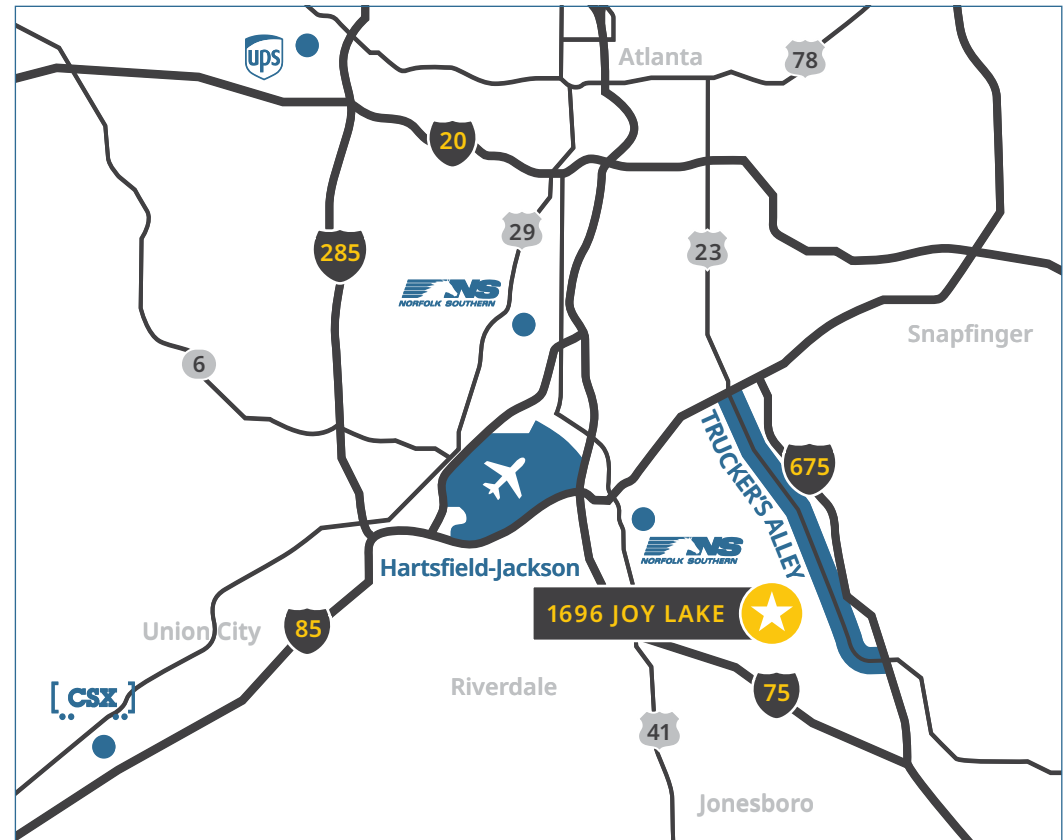 ups
Atlanta
78
20
29
23
285
NS
NORFOLK SOUTHERN
Snapfinger
6
TRUCKER'S ALLEY
675
NS
NORFOLK SOUTHERN
Hartsfield-Jackson
1696 JOY LAKE
Union City
85
Riverdale
CSX
75
41
Jonesboro